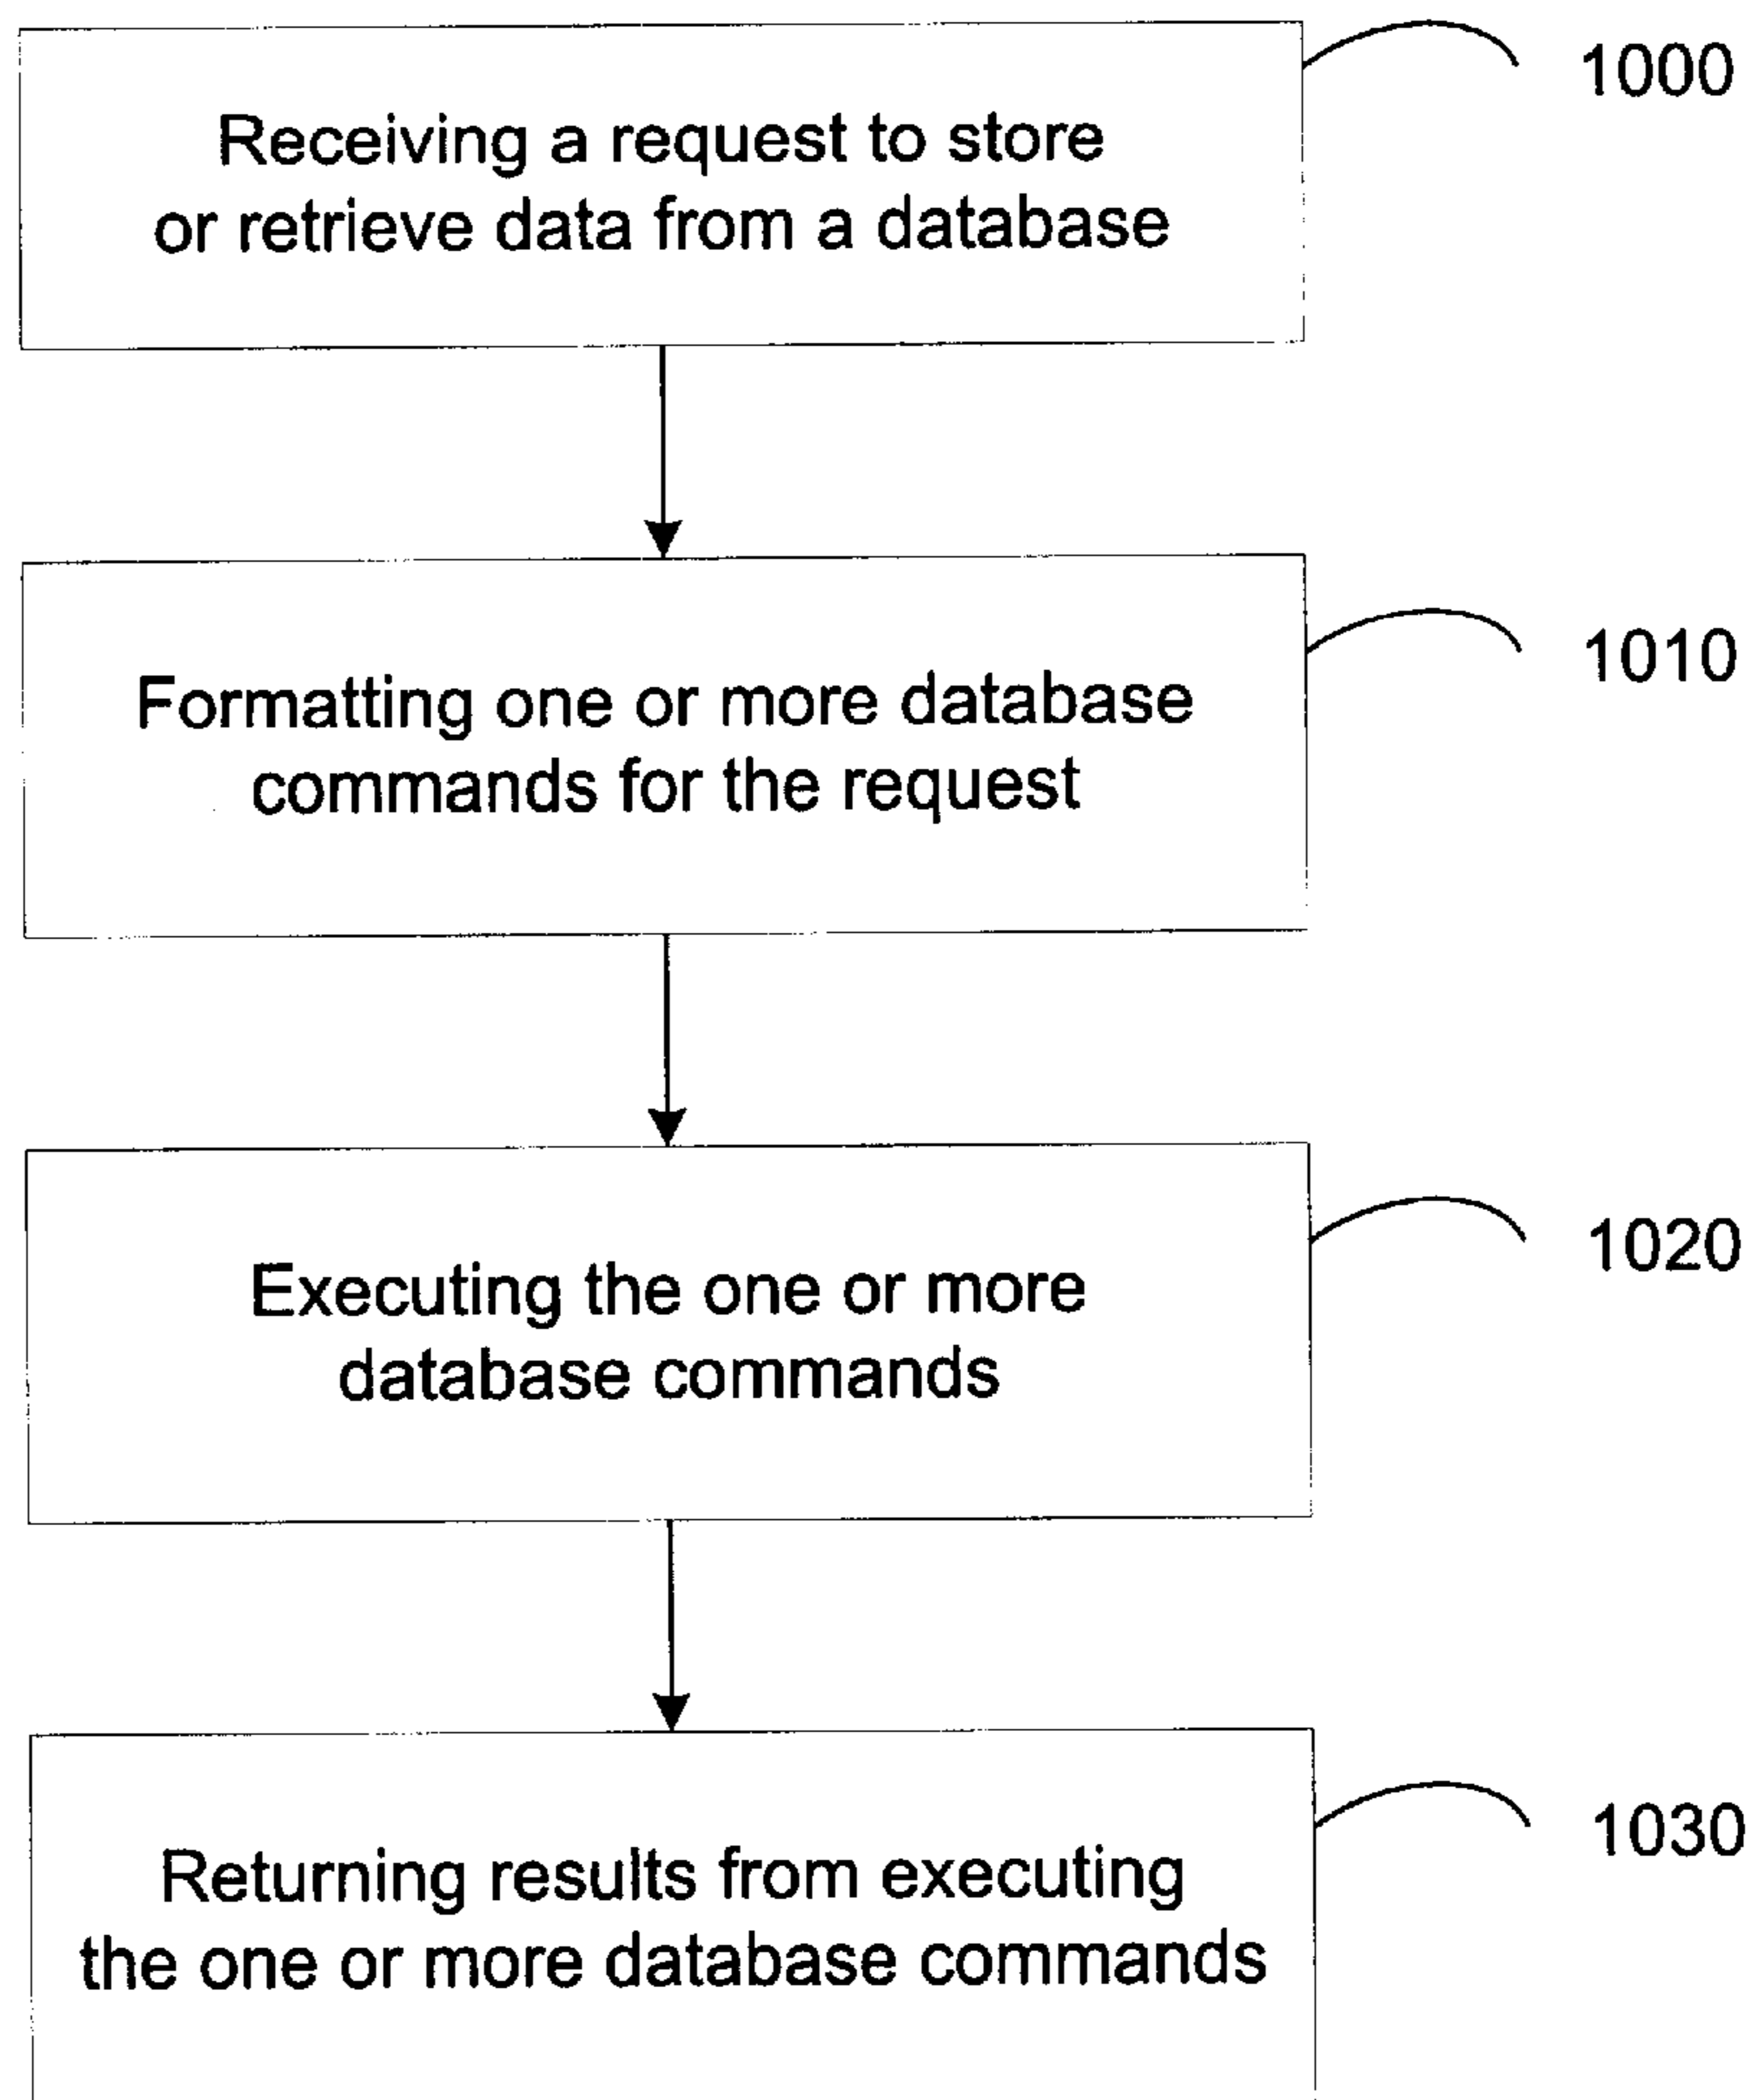 Receiving a request to store
or retrieve data from a database
1000
Formatting one or more database
commands for the request
1010
Executing the one or more
database commands
1020
Returning results from executing
the one or more database commands
1030